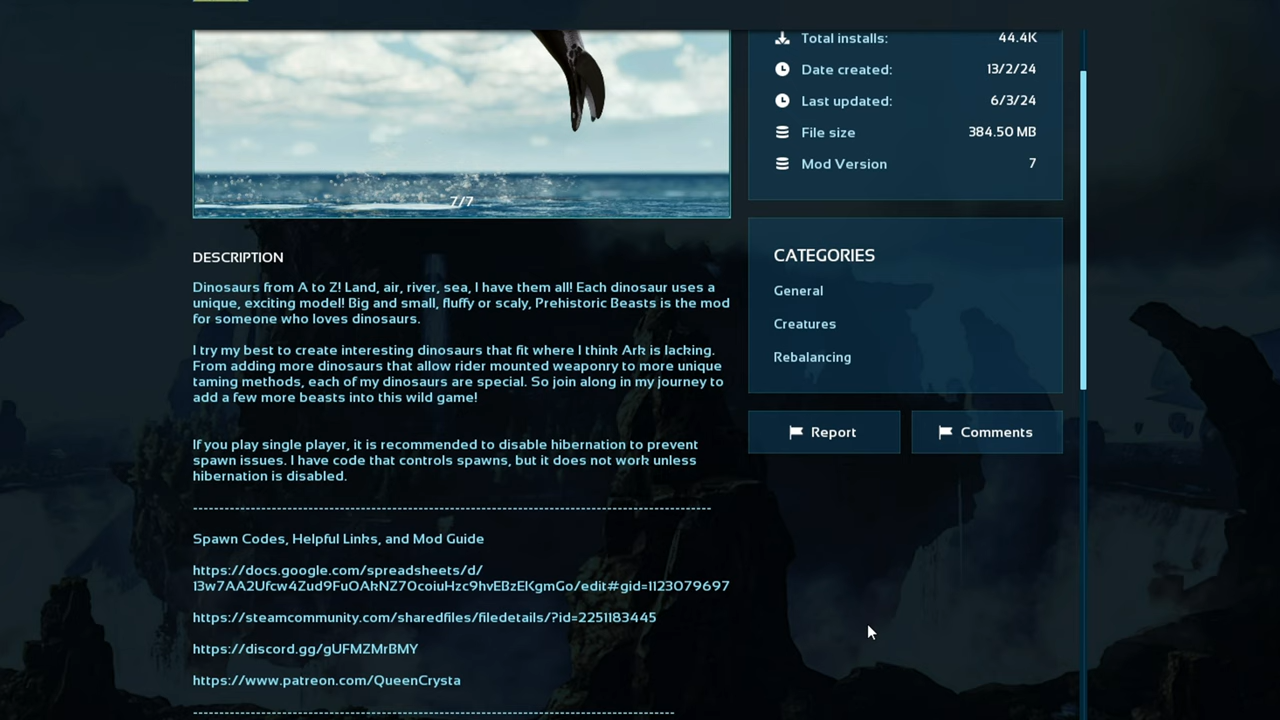 Total installs: 44.4K
Date created: 13/2/24
Last updated: 6/3/24
File size 384.50 MB
Mod Version 7
7/7
DESCRIPTION
Dinosaurs from A to Z! Land, air, river, sea, I have them all! Each dinosaur uses a
unique, exciting model! Big and small, fluffy or scaly, Prehistoric Beasts is the mod
for someone who loves dinosaurs.
I try my best to create interesting dinosaurs that fit where I think Ark is lacking.
From adding more dinosaurs that allow rider mounted weaponry to more unique
taming methods, each of my dinosaurs are special. So join along in my journey to
add a few more beasts into this wild game!
If you play single player, it is recommended to disable hibernation to prevent
spawn issues. I have code that controls spawns, but it does not work unless
hibernation is disabled.
---------------------------------------------------------------------------------------------------
Spawn Codes, Helpful Links, and Mod Guide
https://docs.google.com/spreadsheets/d/
13w7AA2Ufcw4Zud9FuOAkNZ70coiuHzc9hvEBzEIKgmGo/edit#gid=1123079697
https://steamcommunity.com/sharedfiles/filedetails/?id=2251183445
https://discord.gg/gUFMZMrBMY
https://www.patreon.com/QueenCrysta
--------------------------------------------------------------------------------------------
CATEGORIES
General
Creatures
Rebalancing
Report
Comments